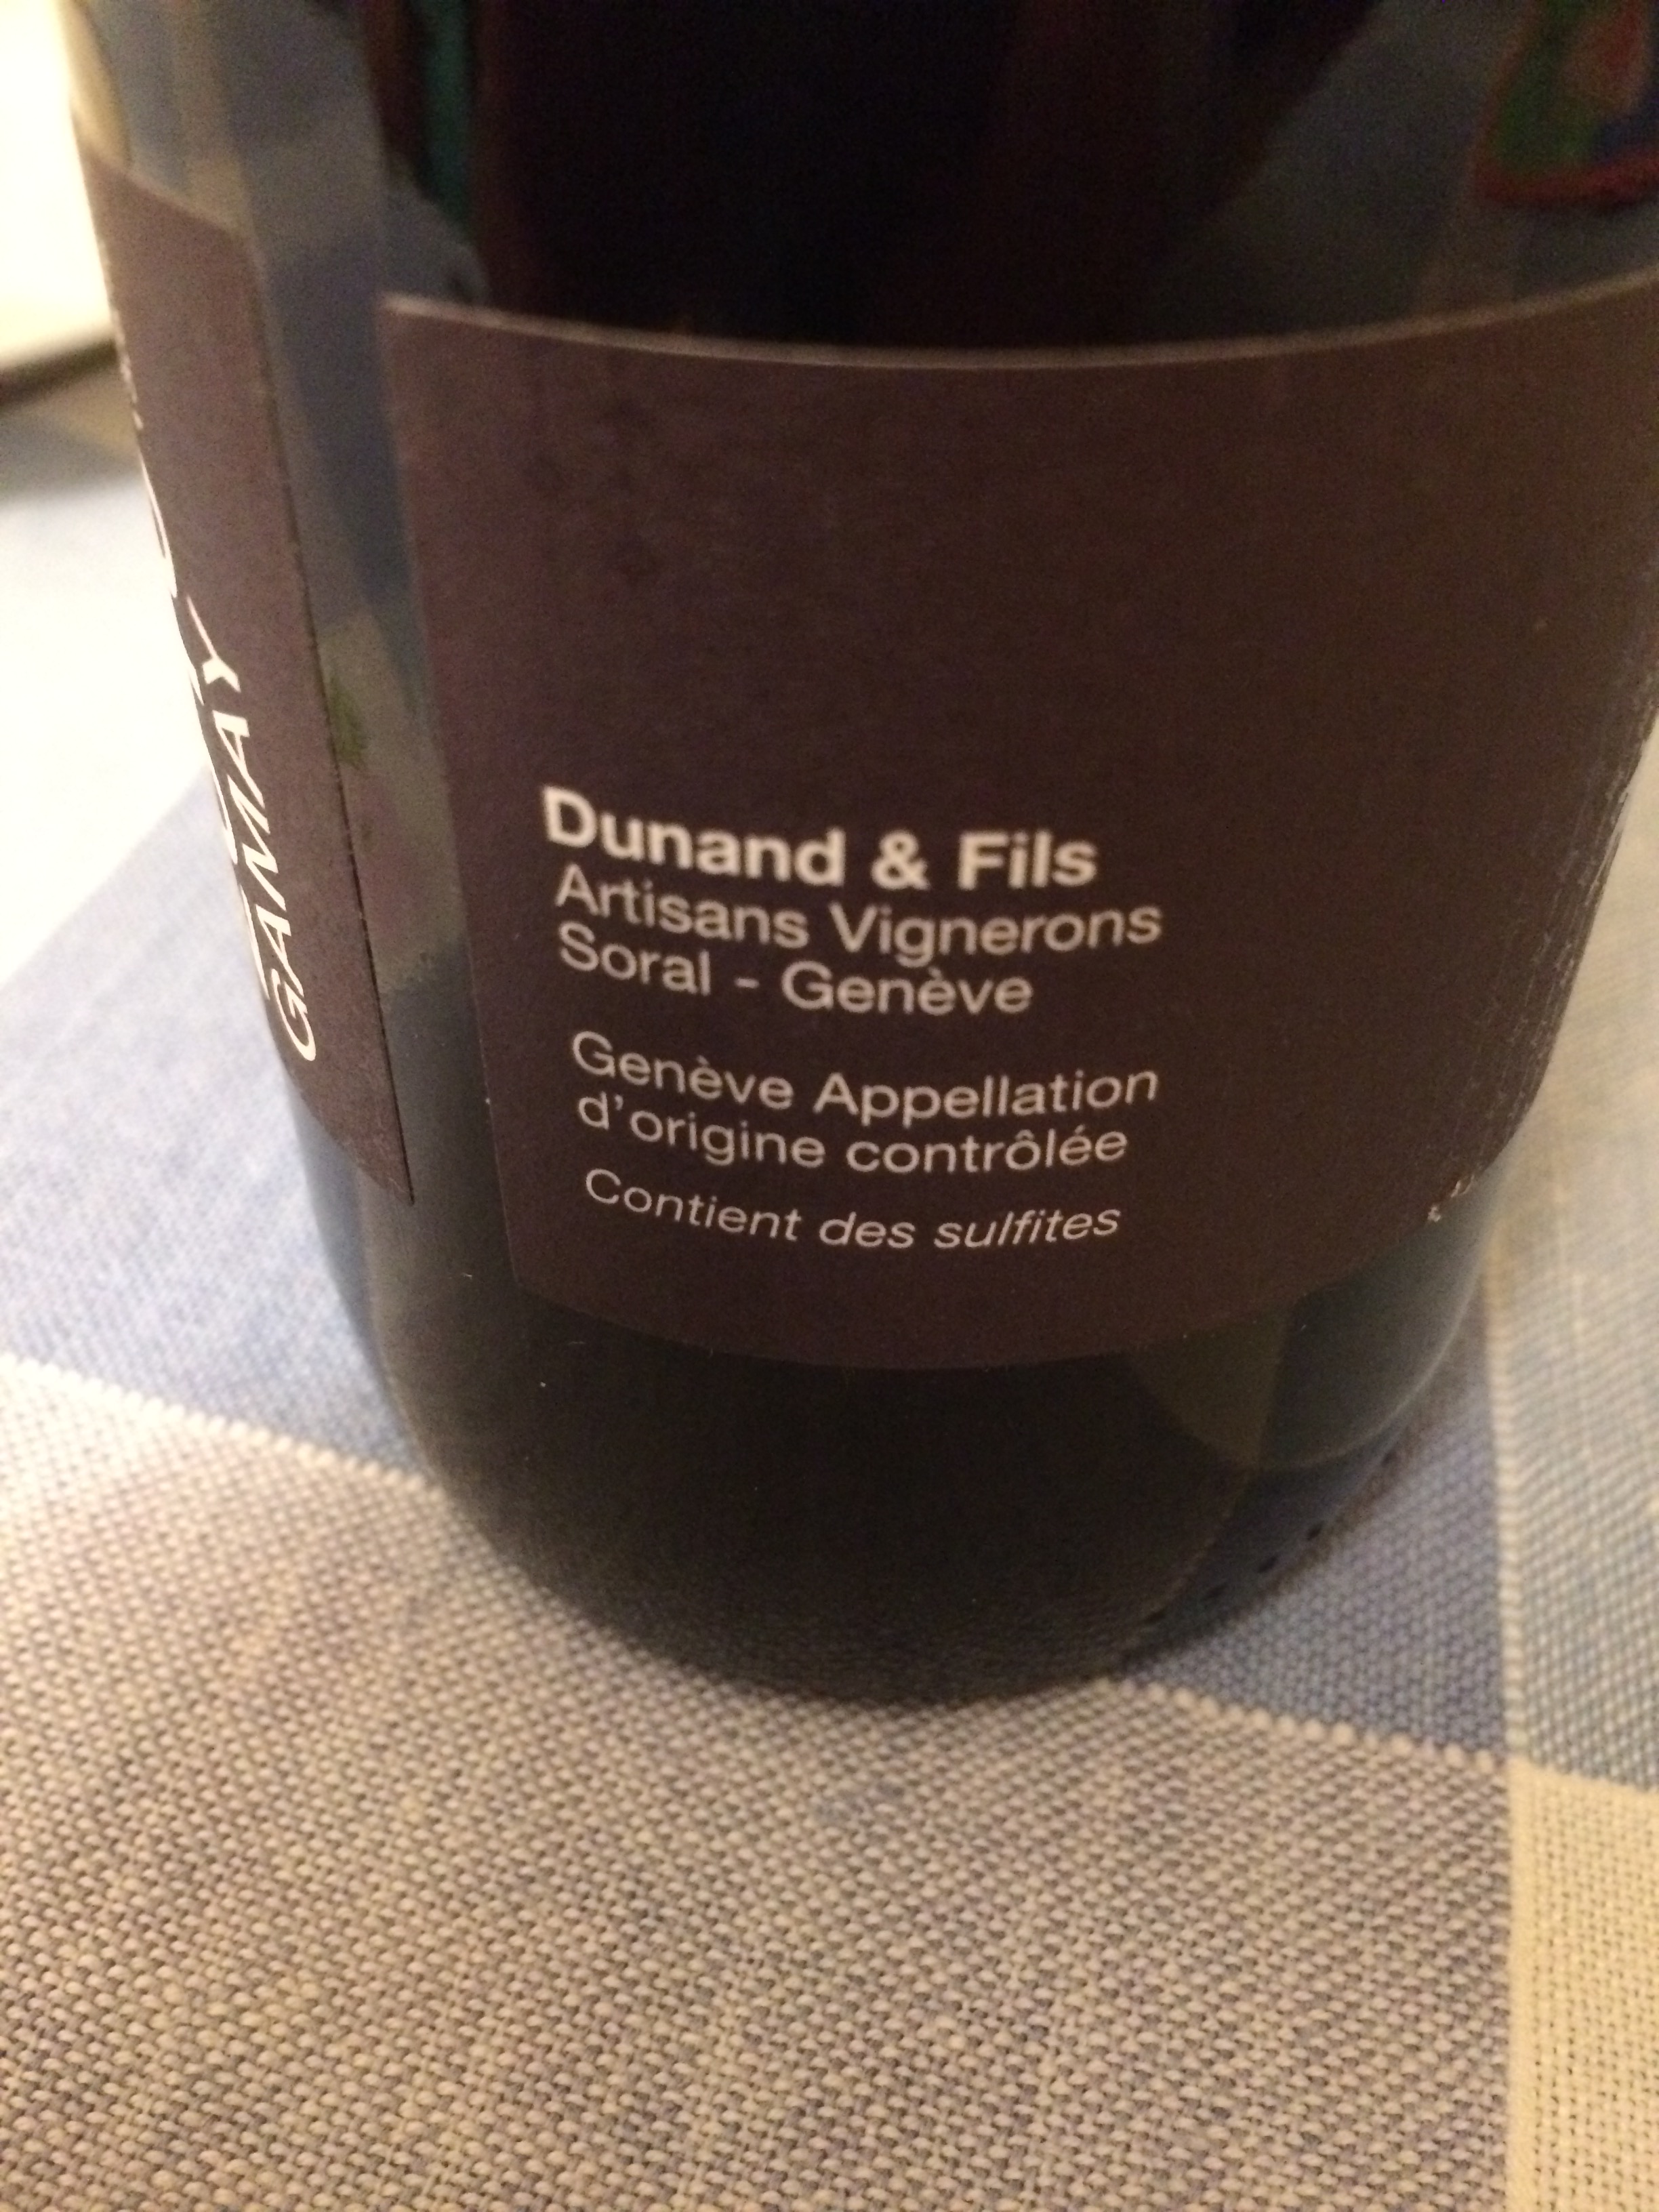 GAMAY
Dunand & Fils
Artisans Vignerons
Soral - Genève
Genève Appellation
d'origine contrôlée
Contient des sulfites